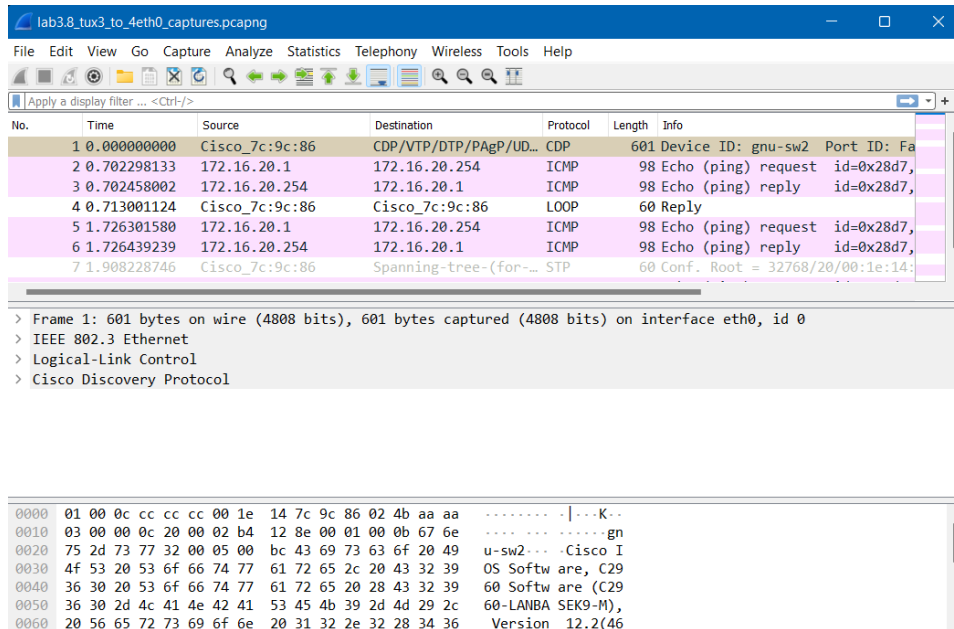 lab3.8_tux3_to_4eth0_captures.pcapng
File Edit View Go Capture Analyze Statistics Telephony Wireless Tools Help
Apply a display filter ... <Ctrl-/>
No. Time Source Destination Protocol Length Info
1 0.000000000 Cisco_7c:9c:86 CDP/VTP/DTP/PAgP/UD… CDP 601 Device ID: gnu-sw2 Port ID: Fa
2 0.702298133 172.16.20.1 172.16.20.254 ICMP 98 Echo (ping) request id=0x28d7,
3 0.702458002 172.16.20.254 172.16.20.1 ICMP 98 Echo (ping) reply id=0x28d7,
4 0.713001124 Cisco_7c:9c:86 Cisco_7c:9c:86 LOOP 60 Reply
5 1.726301580 172.16.20.1 172.16.20.254 ICMP 98 Echo (ping) request id=0x28d7,
6 1.726439239 172.16.20.254 172.16.20.1 ICMP 98 Echo (ping) reply id=0x28d7,
7 1.908228746 Cisco_7c:9c:86 Spanning-tree-(for-… STP 60 Conf. Root = 32768/20/00:1e:14:
> Frame 1: 601 bytes on wire (4808 bits), 601 bytes captured (4808 bits) on interface eth0, id 0
> IEEE 802.3 Ethernet
> Logical-Link Control
> Cisco Discovery Protocol
0000 01 00 0c cc cc cc 00 1e 14 7c 9c 86 02 4b aa aa ········ ·|···K··
0010 03 00 00 0c 20 00 02 b4 12 8e 00 01 00 0b 67 6e ···· ··· ······gn
0020 75 2d 73 77 32 00 05 00 bc 43 69 73 63 6f 20 49 u-sw2··· ·Cisco I
0030 4f 53 20 53 6f 66 74 77 61 72 65 2c 20 43 32 39 OS Softw are, C29
0040 36 30 20 53 6f 66 74 77 61 72 65 20 28 43 32 39 60 Softw are (C29
0050 36 30 2d 4c 41 4e 42 41 53 45 4b 39 2d 4d 29 2c 60-LANBA SEK9-M),
0060 20 56 65 72 73 69 6f 6e 20 31 32 2e 32 28 34 36 Version 12.2(46